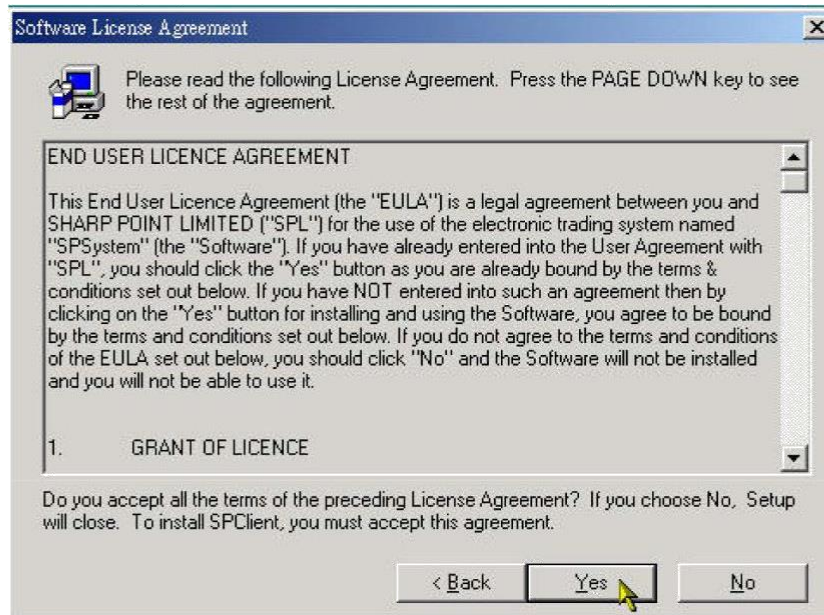 Software License Agreement
Please read the following License Agreement. Press the PAGE DOWN key to see
the rest of the agreement.
END USER LICENCE AGREEMENT
This End User Licence Agreement (the "EULA") is a legal agreement between you and
SHARP POINT LIMITED ("SPL") for the use of the electronic trading system named
"SPSystem" (the "Software"). If you have already entered into the User Agreement with
"SPL", you should click the "Yes" button as you are already bound by the terms &
conditions set out below. If you have NOT entered into such an agreement then by
clicking on the "Yes" button for installing and using the Software, you agree to be bound
by the terms and conditions set out below. If you do not agree to the terms and conditions
of the EULA set out below, you should click "No" and the Software will not be installed
and you will not be able to use it.
1. GRANT OF LICENCE
Do you accept all the terms of the preceding License Agreement? If you choose No, Setup
will close. To install SPClient, you must accept this agreement.
< Back Yes No